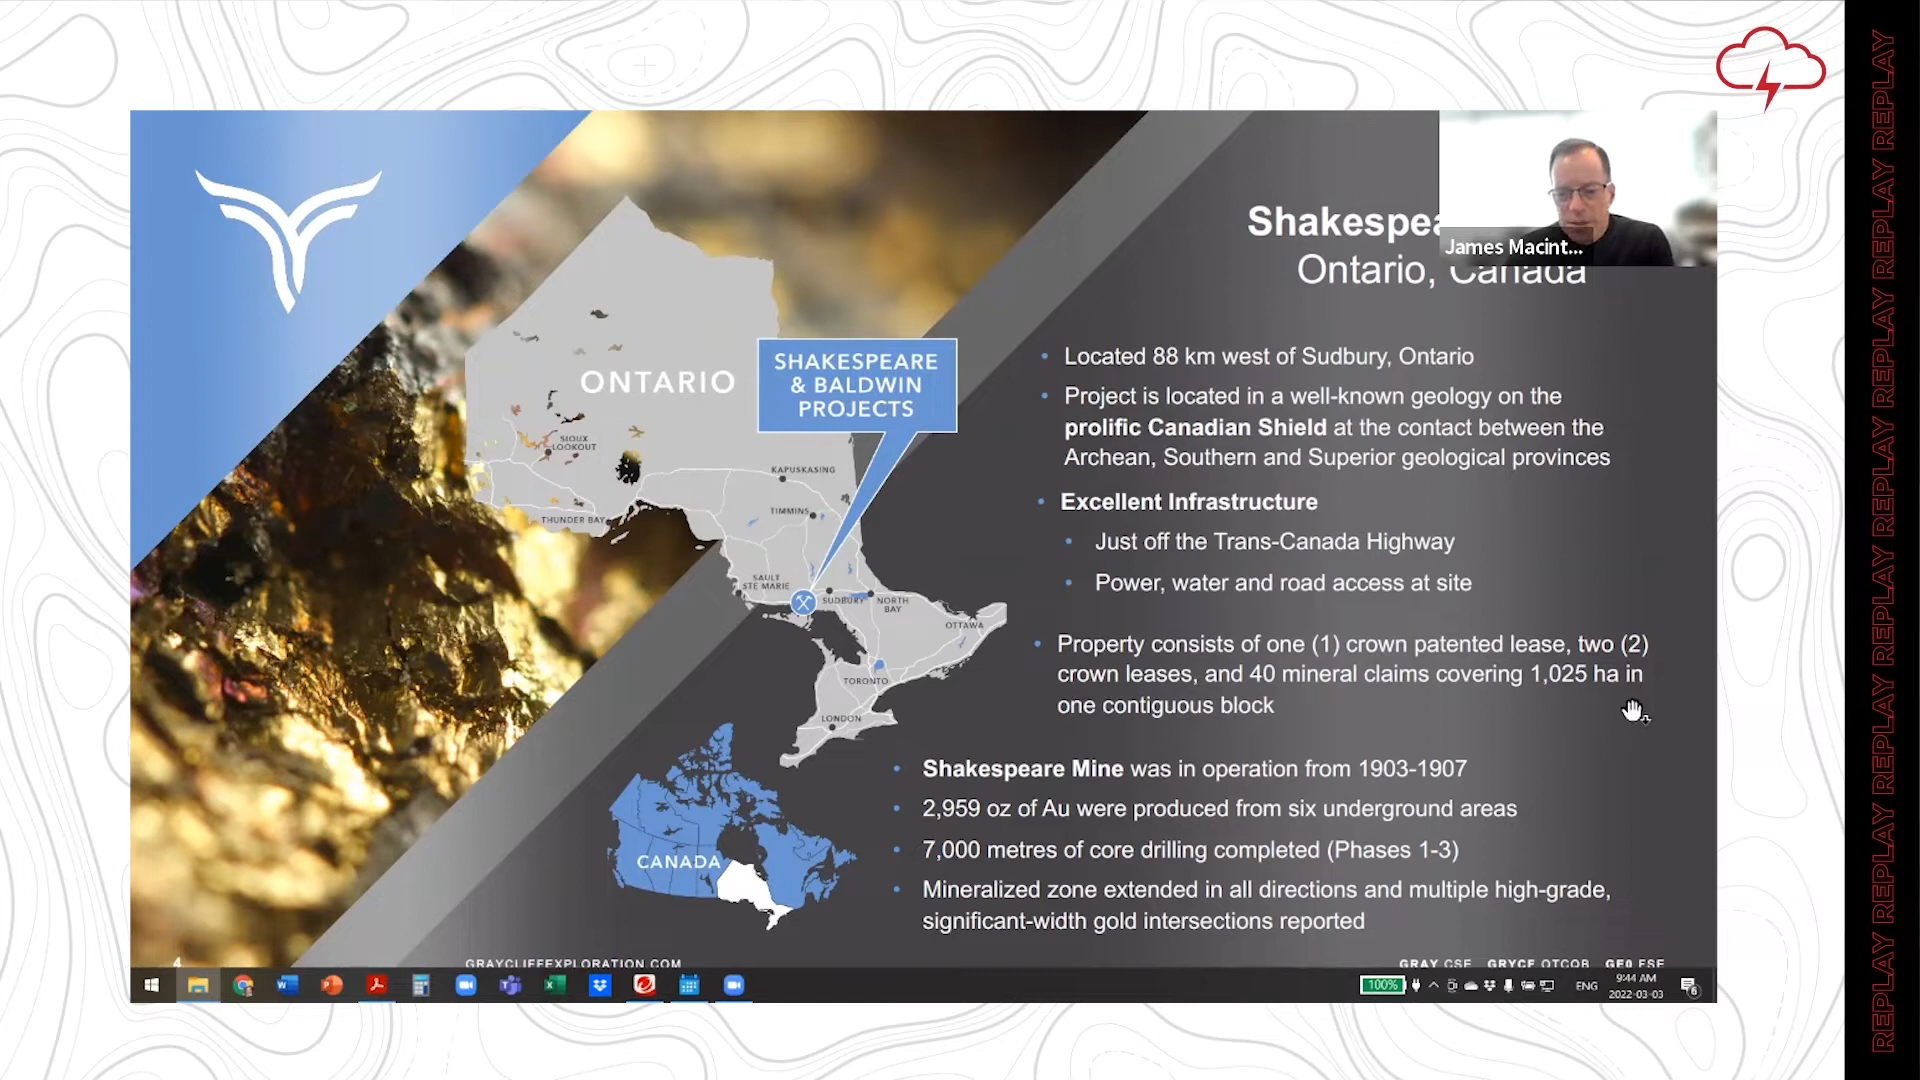 Shakespea
Ontario, Canada
James Macint...
SHAKESPEARE
& BALDWIN
PROJECTS
ONTARIO
SIOUX
LOOKOUT
THUNDER BAY
KAPUSKASING
TIMMINS
SAULT
STE MARIE
SUDBURY
NORTH
BAY
OTTAWA
TORONTO
LONDON
CANADA
• Located 88 km west of Sudbury, Ontario
• Project is located in a well-known geology on the
prolific Canadian Shield at the contact between the
Archean, Southern and Superior geological provinces
• Excellent Infrastructure
• Just off the Trans-Canada Highway
• Power, water and road access at site
• Property consists of one (1) crown patented lease, two (2)
crown leases, and 40 mineral claims covering 1,025 ha in
one contiguous block
• Shakespeare Mine was in operation from 1903-1907
• 2,959 oz of Au were produced from six underground areas
• 7,000 metres of core drilling completed (Phases 1-3)
• Mineralized zone extended in all directions and multiple high-grade,
significant-width gold intersections reported
4
GRAYCLIFFEXPLORATION.COM
GRAY CSE GRYCF OTCQB GE0 FSE
100%
ENG
9:44 AM
2022-03-03
6
REPLAY REPLAY REPLAY REPLAY REPLAY REPLAY REPLAY REPLAY REPLAY REPLAY REPLAY REPLAY REPLAY